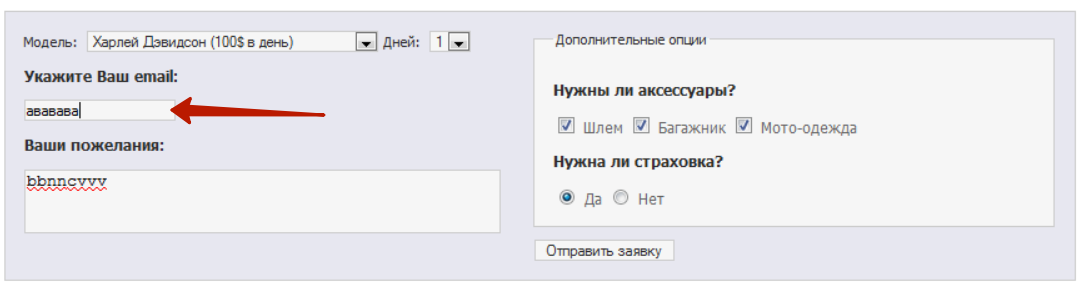 Модель: Харлей Дэвидсон (100$ в день) Дней: 1
Укажите Ваш email:
авававa
Ваши пожелания:
bbnncvvv
Дополнительные опции
Нужны ли аксессуары?
Шлем Багажник Мото-одежда
Нужна ли страховка?
Да Нет
Отправить заявку